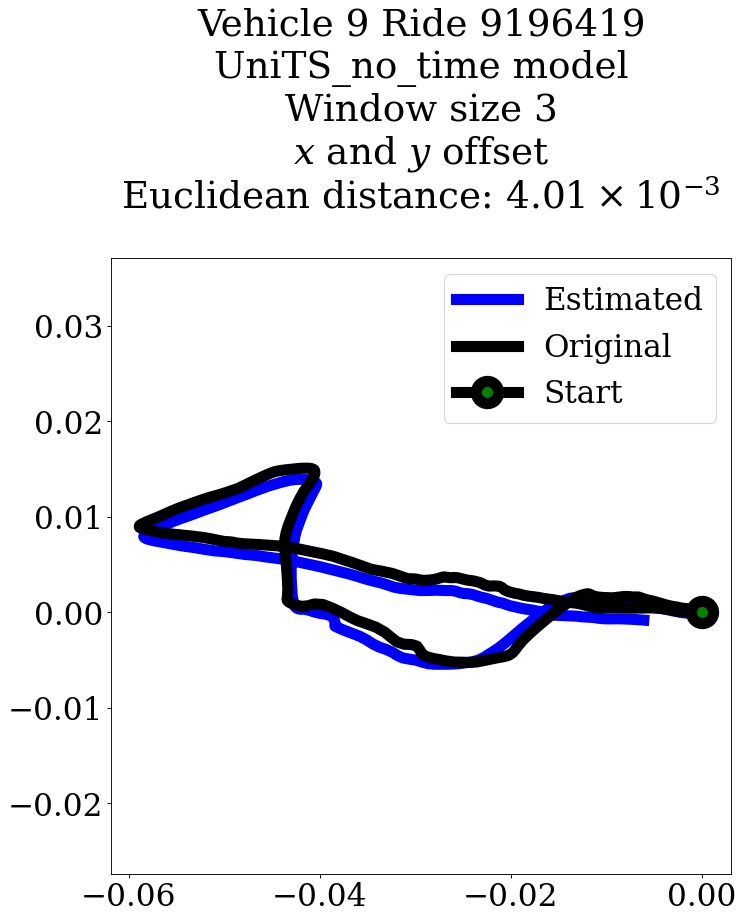 Vehicle 9 Ride 9196419
UniTS_no_time model
Window size 3
x and y offset
Euclidean distance: 4.01 × 10⁻³
Estimated
Original
Start
0.03
0.02
0.01
0.00
−0.01
−0.02
−0.06 −0.04 −0.02 0.00